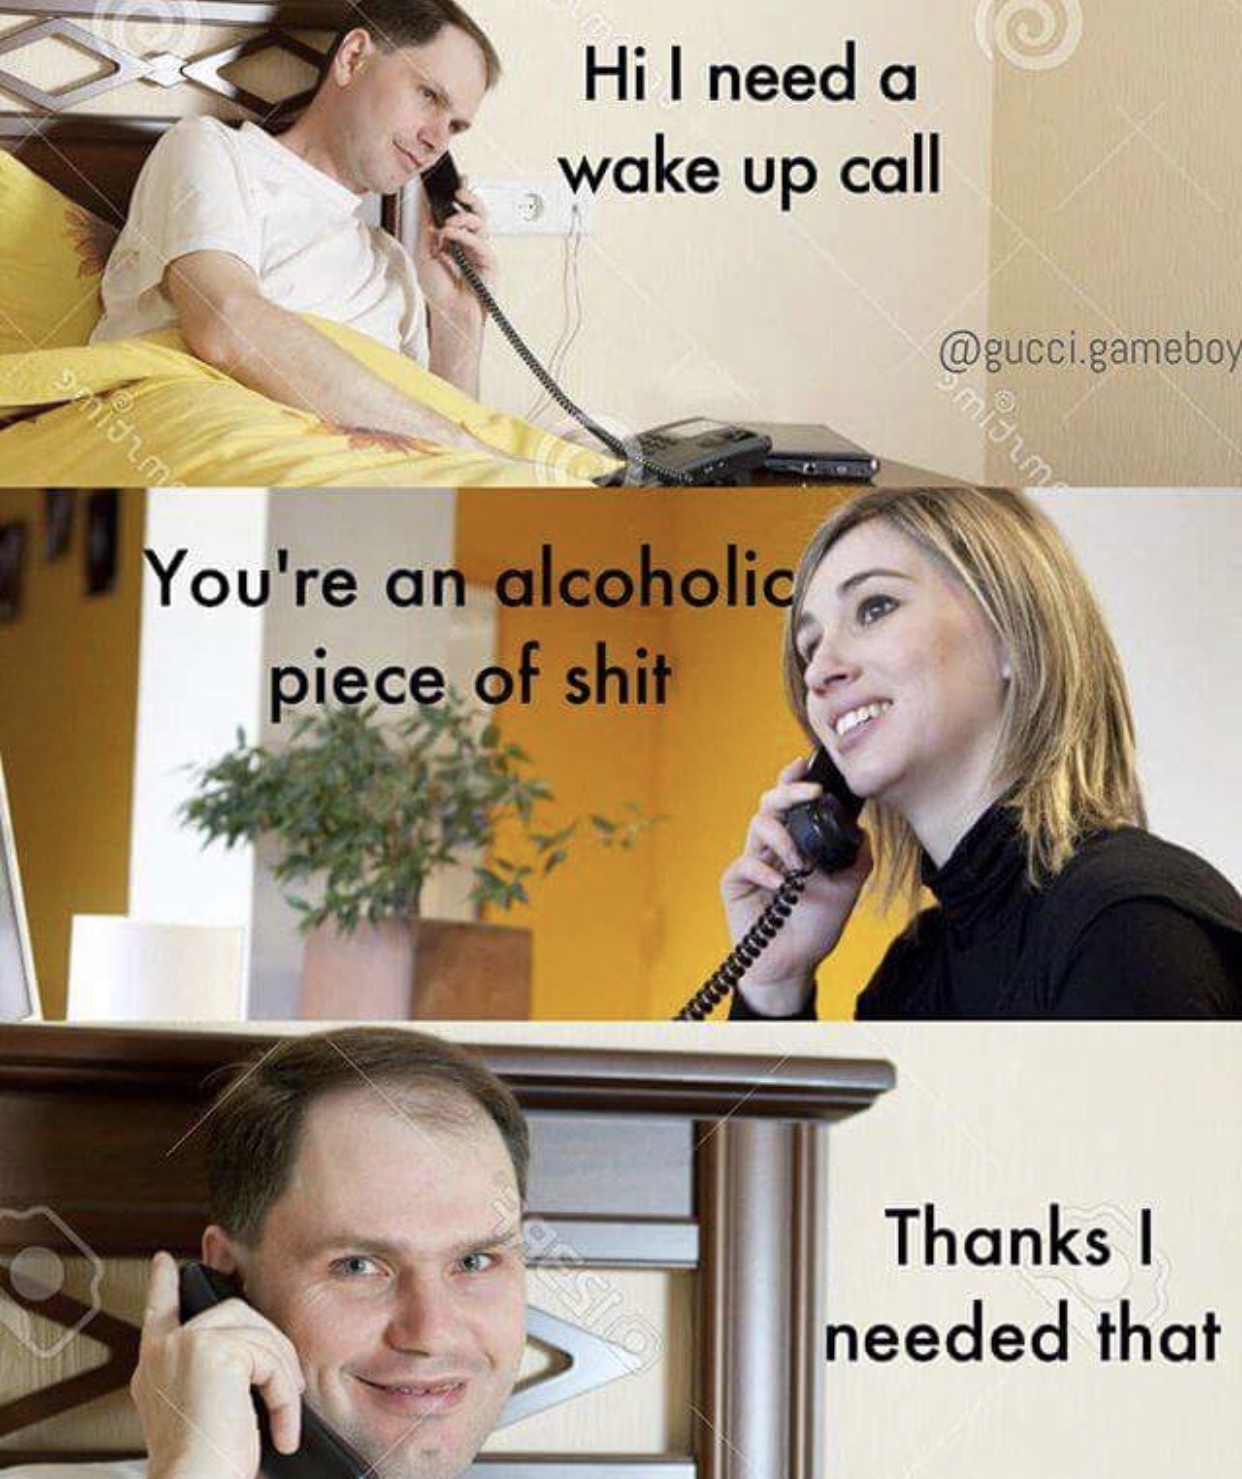 Hi I need a
wake up call
@gucci.gameboy
You're an alcoholic
piece of shit
Thanks I
needed that